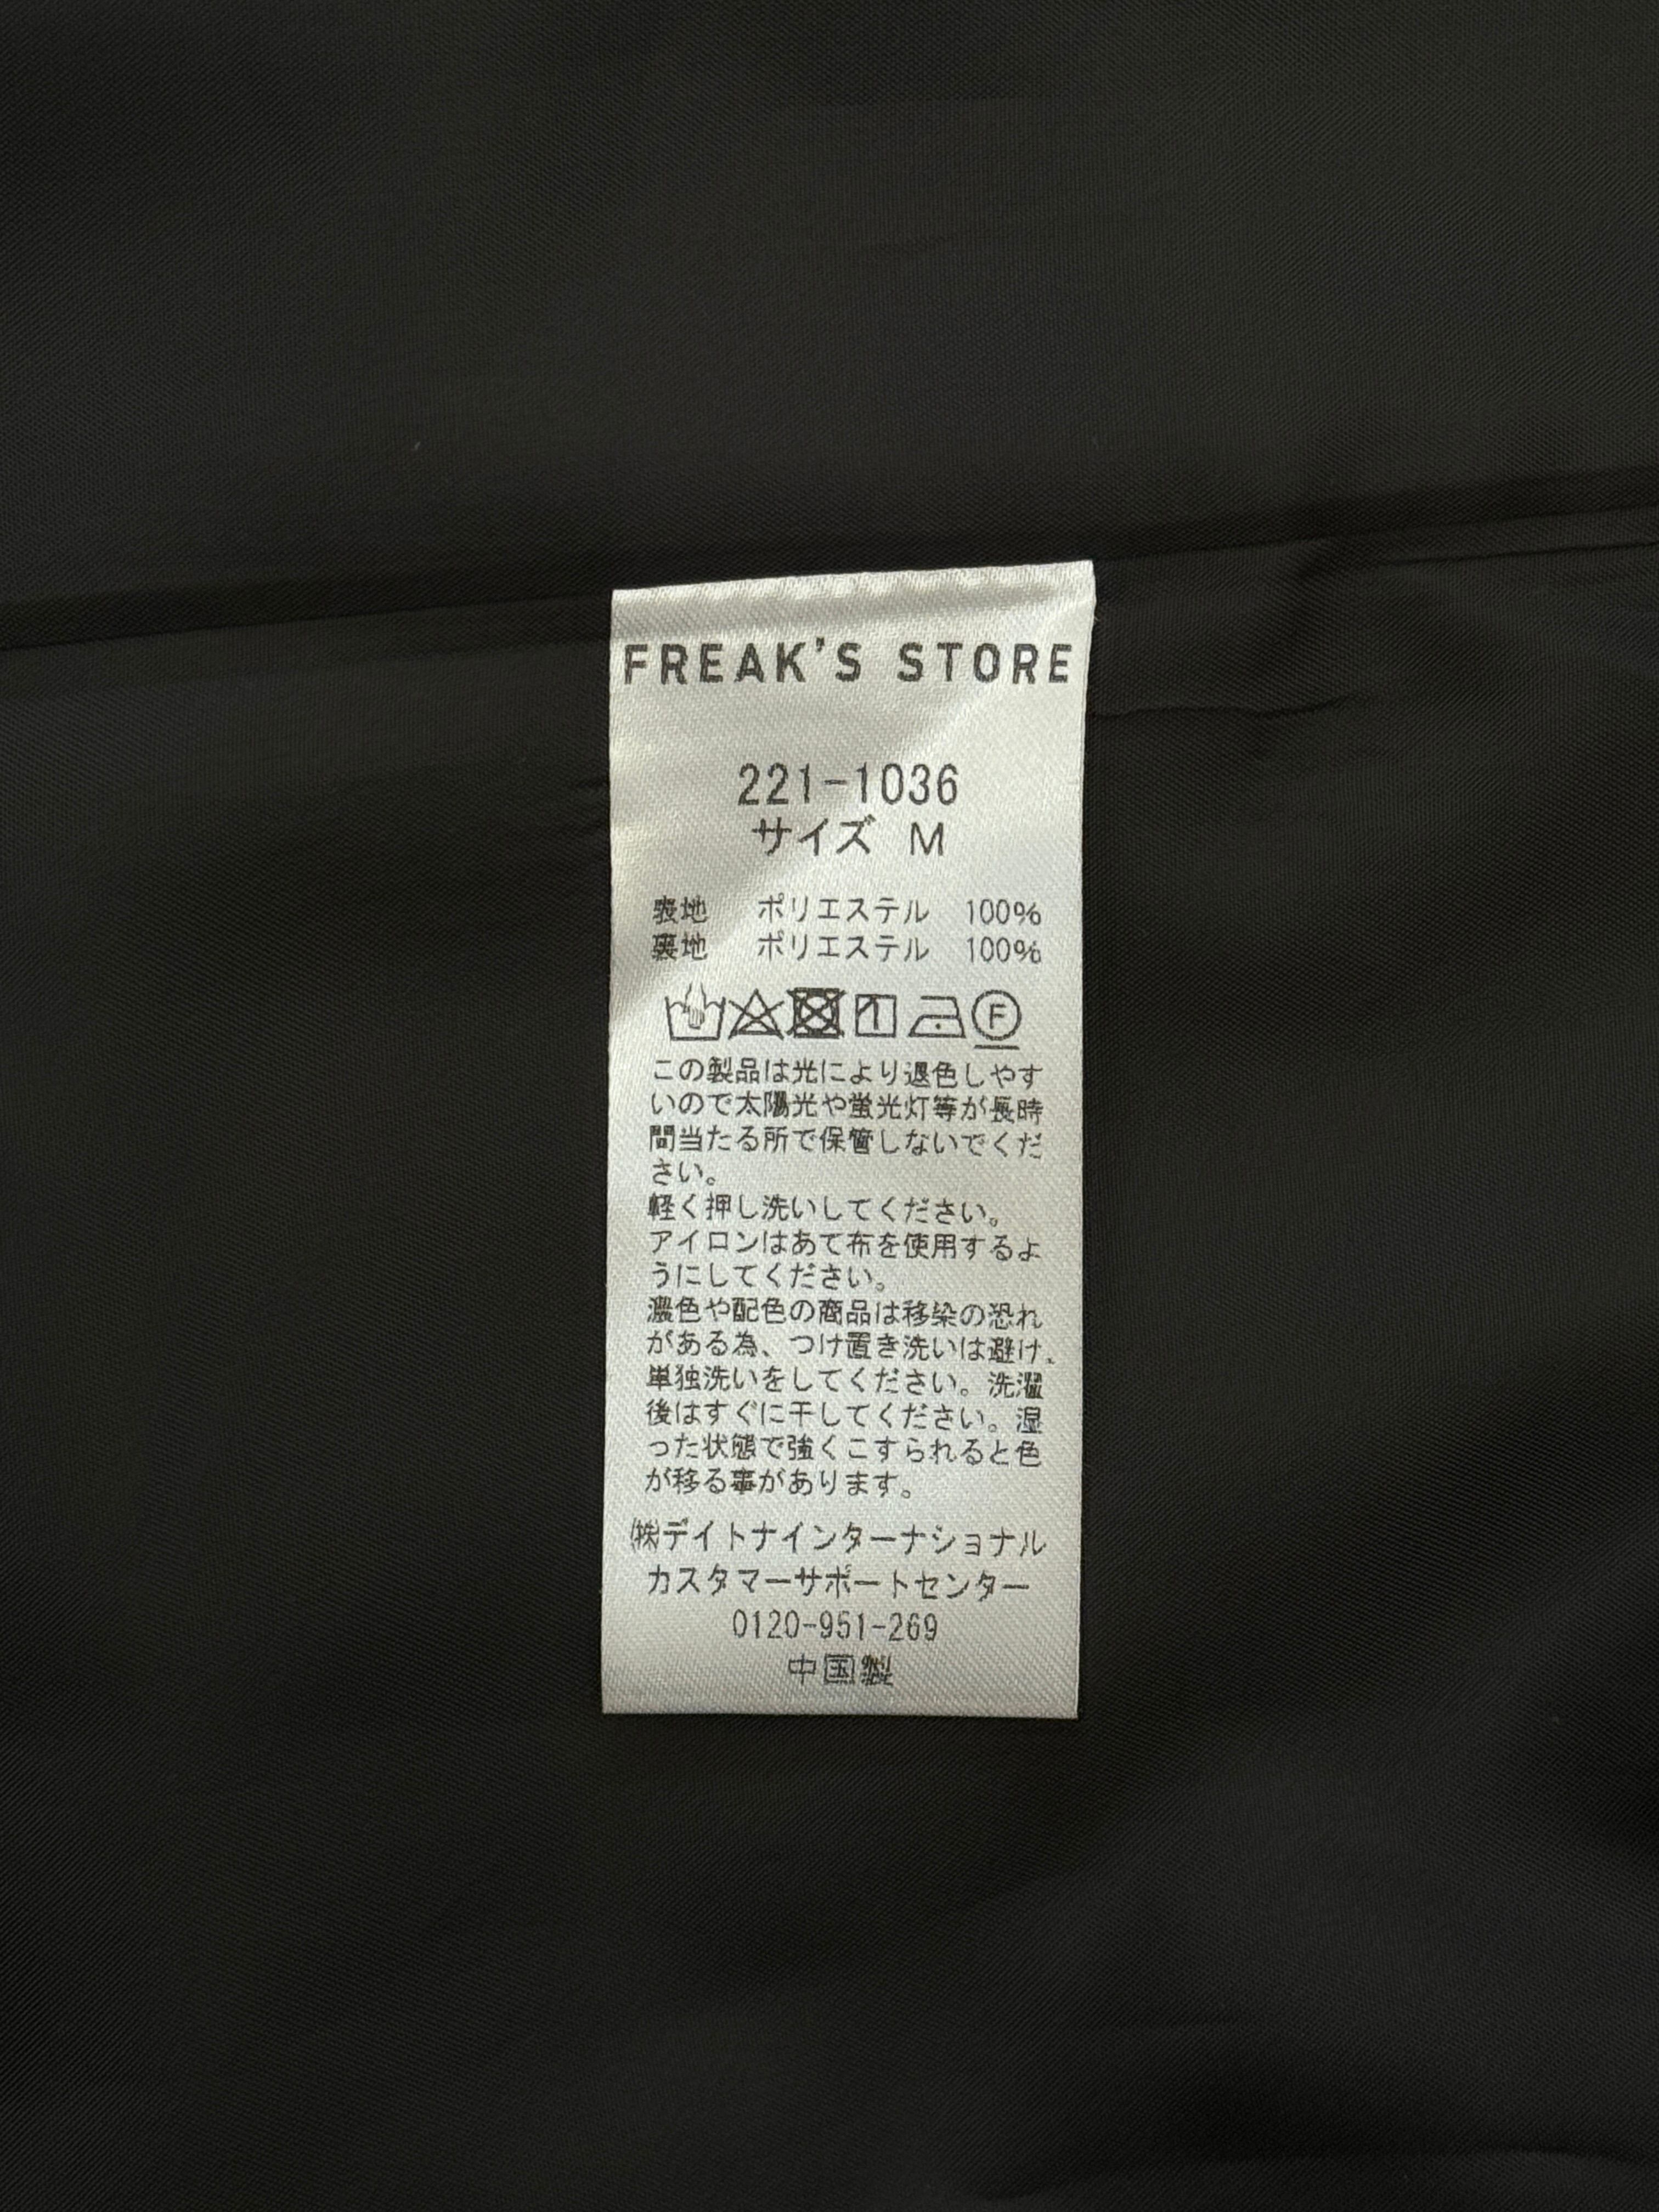 FREAK'S STORE
221-1036
サイズ M
表地 ポリエステル 100%
裏地 ポリエステル 100%
F
この製品は光により退色しやす
いので太陽光や蛍光灯等が長時
間当たる所で保管しないでくだ
さい。
軽く押し洗いしてください。
アイロンはあて布を使用するよ
うにしてください。
濃色や配色の商品は移染の恐れ
がある為、つけ置き洗いは避け、
単独洗いをしてください。洗濯
後はすぐに干してください。湿
った状態で強くこすられると色
が移る事があります。
㈱デイトナインターナショナル
カスタマーサポートセンター
0120-951-269
中国製